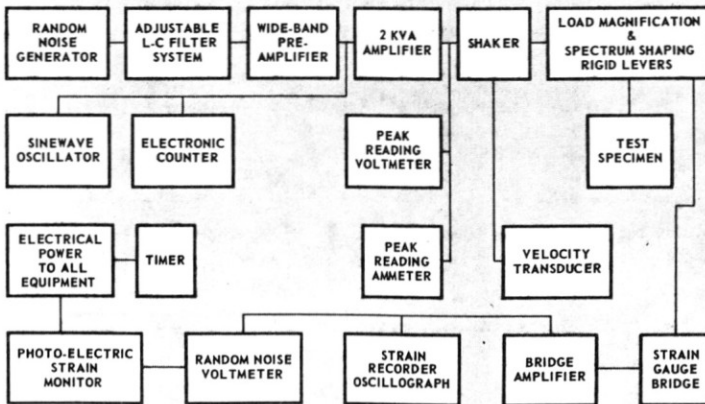 RANDOM
NOISE
GENERATOR
ADJUSTABLE
L-C FILTER
SYSTEM
WIDE-BAND
PRE-
AMPLIFIER
2 KVA
AMPLIFIER
SHAKER
LOAD MAGNIFICATION
&
SPECTRUM SHAPING
RIGID LEVERS
SINEWAVE
OSCILLATOR
ELECTRONIC
COUNTER
PEAK
READING
VOLTMETER
TEST
SPECIMEN
ELECTRICAL
POWER
TO ALL
EQUIPMENT
TIMER
PEAK
READING
AMMETER
VELOCITY
TRANSDUCER
PHOTO-ELECTRIC
STRAIN
MONITOR
RANDOM NOISE
VOLTMETER
STRAIN
RECORDER
OSCILLOGRAPH
BRIDGE
AMPLIFIER
STRAIN
GAUGE
BRIDGE